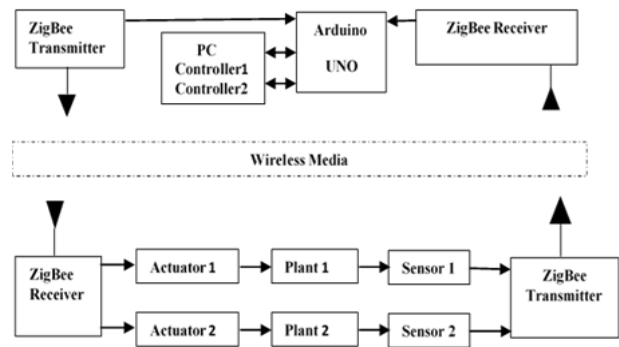 ZigBee
Transmitter
PC
Controller1
Controller2
Arduino
UNO
ZigBee Receiver
Wireless Media
ZigBee
Receiver
Actuator 1
Plant 1
Sensor 1
Actuator 2
Plant 2
Sensor 2
ZigBee
Transmitter